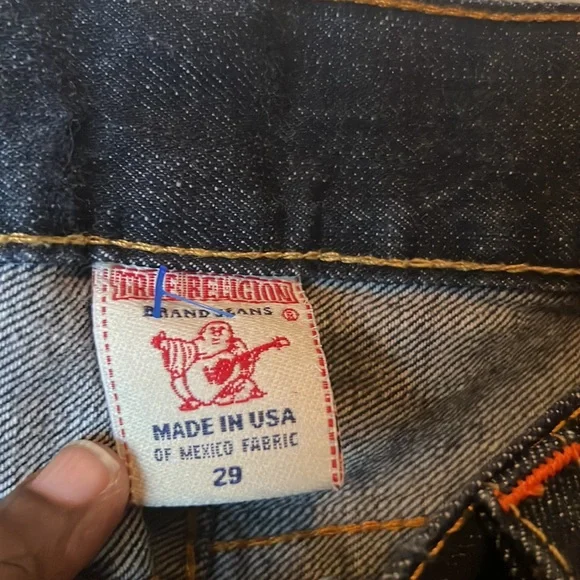 TRUE RELIGION
BRAND JEANS ®
MADE IN USA
OF MEXICO FABRIC
29